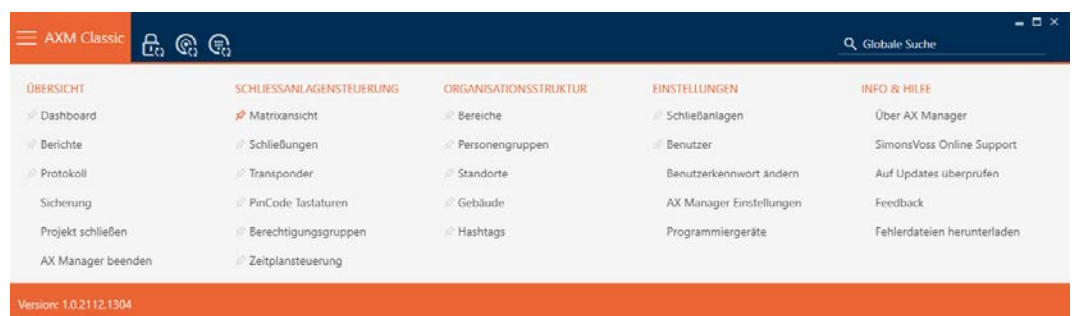 AXM Classic
Globale Suche
ÜBERSICHT
Dashboard
Berichte
Protokoll
Sicherung
Projekt schließen
AX Manager beenden
SCHLIESSANLAGENSTEUERUNG
Matrixansicht
Schließungen
Transponder
PinCode Tastaturen
Berechtigungsgruppen
Zeitplansteuerung
ORGANISATIONSSTRUKTUR
Bereiche
Personengruppen
Standorte
Gebäude
Hashtags
EINSTELLUNGEN
Schließanlagen
Benutzer
Benutzerkennwort ändern
AX Manager Einstellungen
Programmiergeräte
INFO & HILFE
Über AX Manager
SimonsVoss Online Support
Auf Updates überprüfen
Feedback
Fehlerdateien herunterladen
Version: 1.0.2112.1304